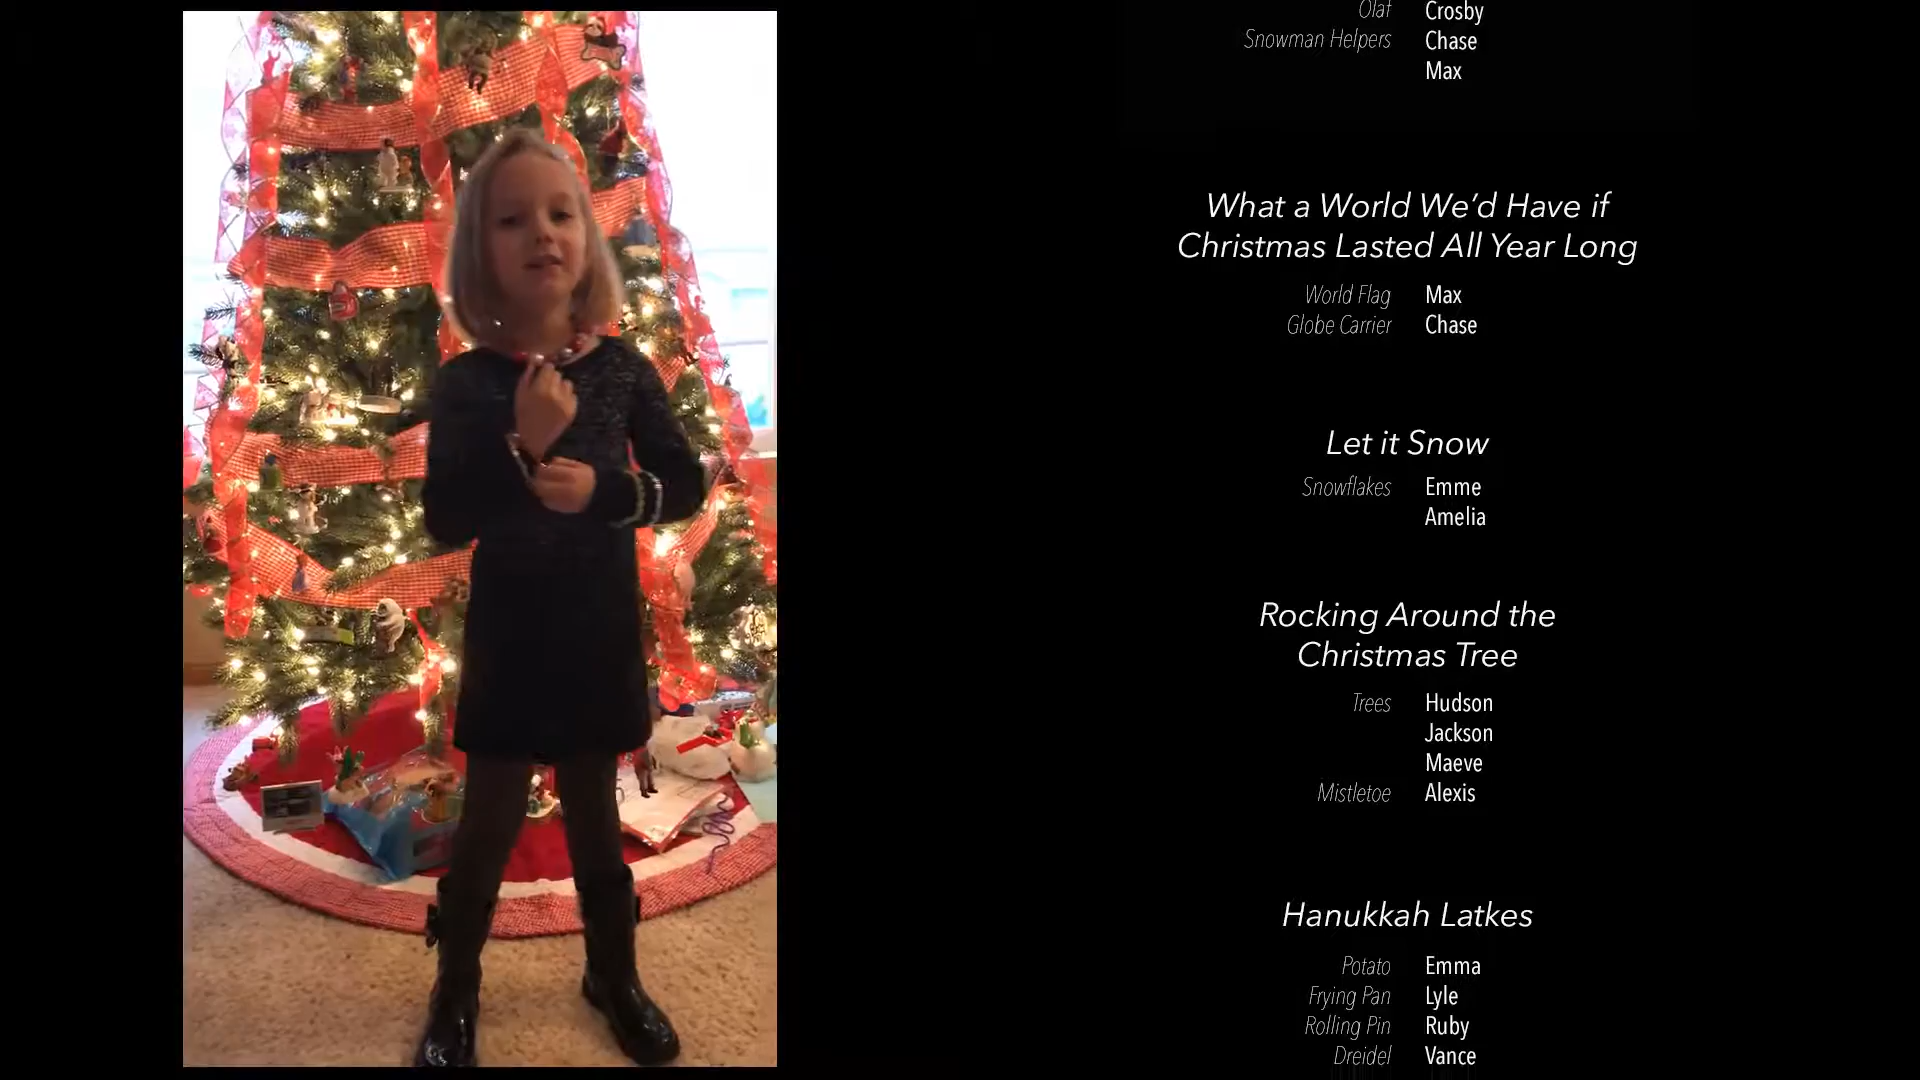 Olaf Crosby
Snowman Helpers Chase
Max
What a World We’d Have if
Christmas Lasted All Year Long
World Flag Max
Globe Carrier Chase
Let it Snow
Snowflakes Emme
Amelia
Rocking Around the
Christmas Tree
Trees Hudson
Jackson
Maeve
Mistletoe Alexis
Hanukkah Latkes
Potato Emma
Frying Pan Lyle
Rolling Pin Ruby
Dreidel Vance